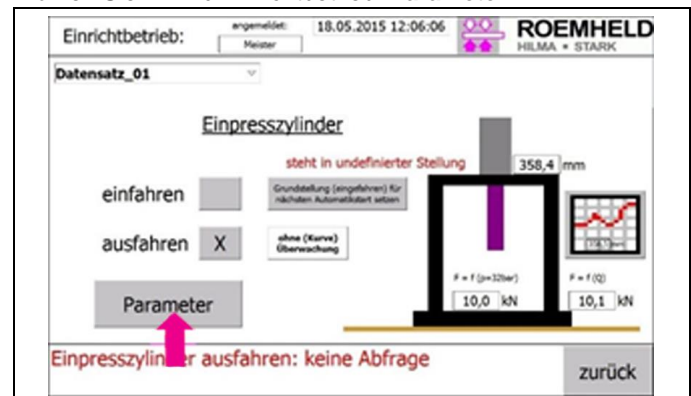 Einrichtbetrieb:
angemeldet:
Meister
18.05.2015 12:06:06
ROEMHELD
HILMA ▪ STARK
Datensatz_01
Einpresszylinder
steht in undefinierter Stellung
358,4 mm
einfahren
Grundstellung (eingefahren) für
nächsten Automatikstart setzen
ausfahren X
ohne (Kurve)
Überwachung
F = f (p=32bar)
F = f (Q)
10,0 kN
10,1 kN
Parameter
Einpresszylinder ausfahren: keine Abfrage
zurück